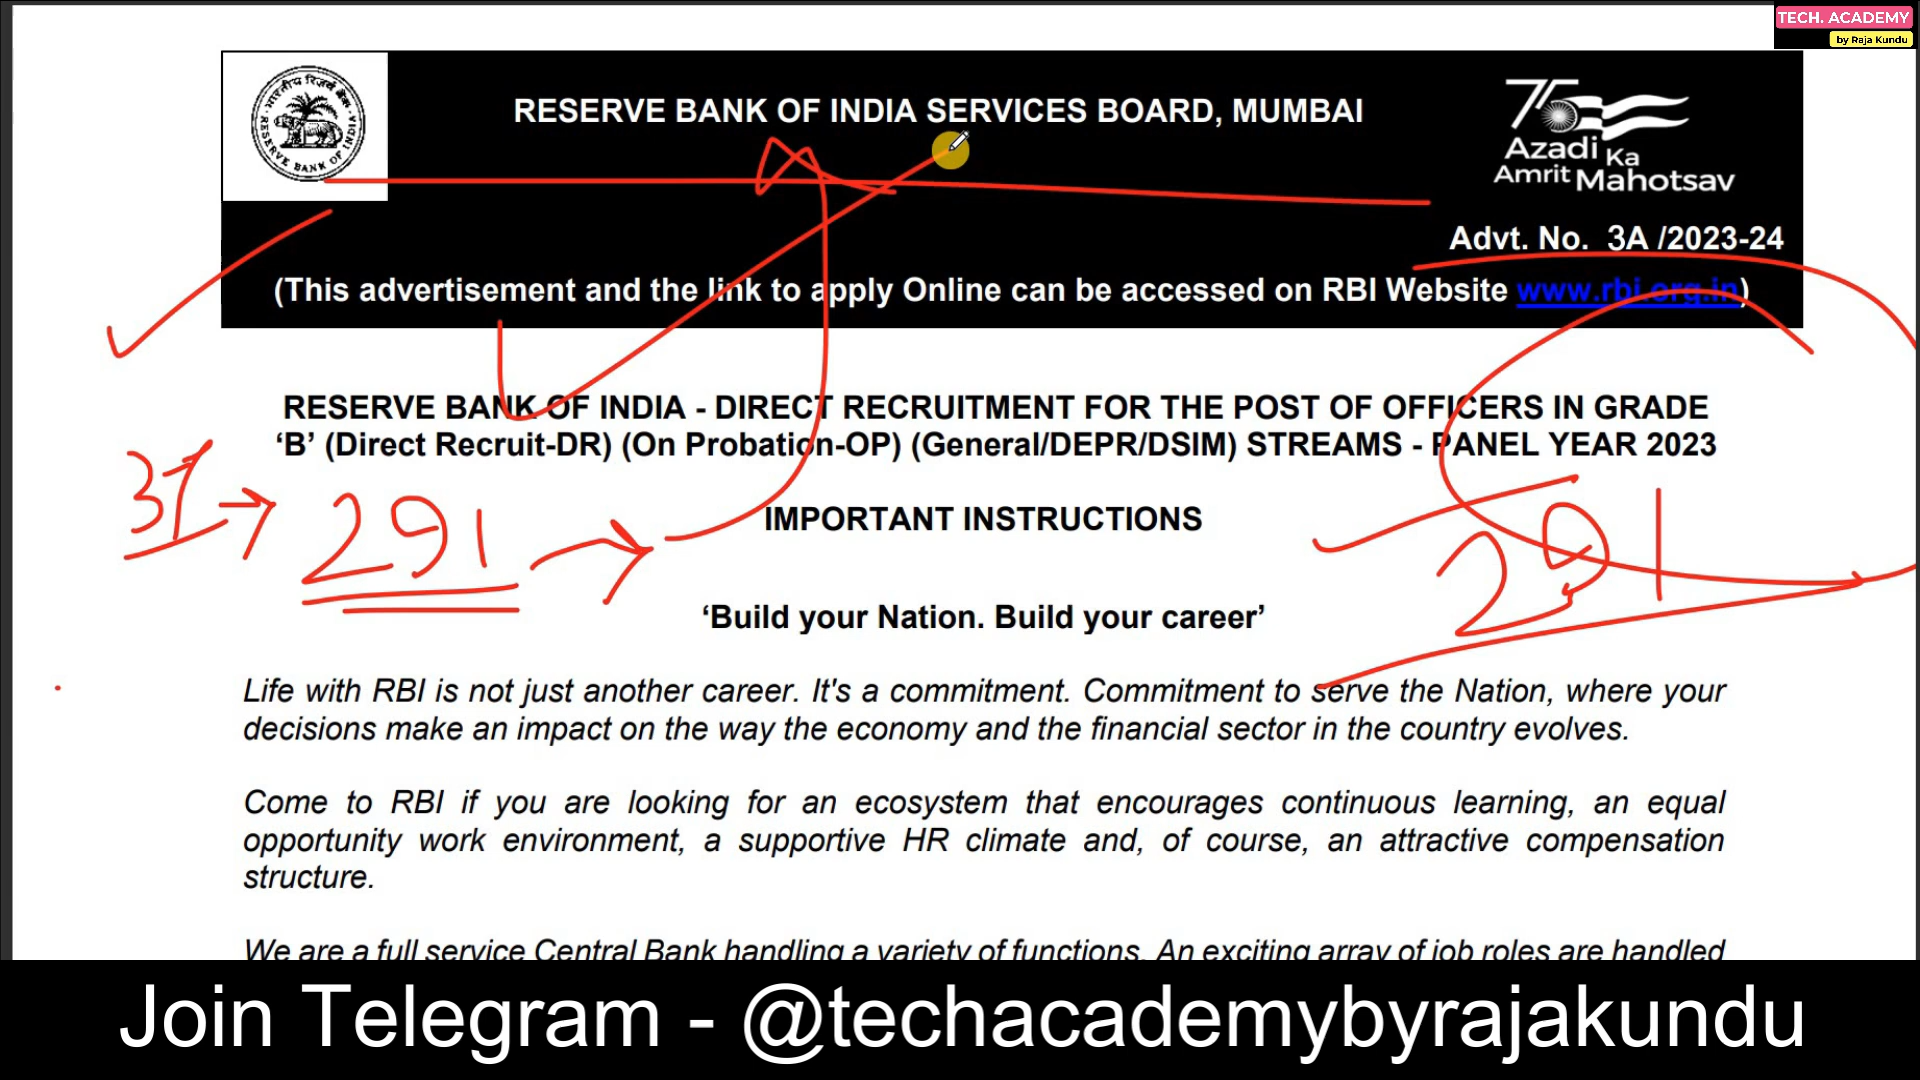 TECH. ACADEMY
by Raja Kundu
भारतीय रिज़र्व बैंक
RESERVE BANK OF INDIA
RESERVE BANK OF INDIA SERVICES BOARD, MUMBAI
75
Azadi Ka
Amrit Mahotsav
Advt. No. 3A /2023-24
(This advertisement and the link to apply Online can be accessed on RBI Website www.rbi.org.in)
RESERVE BANK OF INDIA - DIRECT RECRUITMENT FOR THE POST OF OFFICERS IN GRADE
‘B’ (Direct Recruit-DR) (On Probation-OP) (General/DEPR/DSIM) STREAMS - PANEL YEAR 2023
291
IMPORTANT INSTRUCTIONS
291
‘Build your Nation. Build your career’
Life with RBI is not just another career. It's a commitment. Commitment to serve the Nation, where your
decisions make an impact on the way the economy and the financial sector in the country evolves.
Come to RBI if you are looking for an ecosystem that encourages continuous learning, an equal
opportunity work environment, a supportive HR climate and, of course, an attractive compensation
structure.
We are a full service Central Bank handling a variety of functions. An exciting array of job roles are handled
Join Telegram - @techacademybyrajakundu